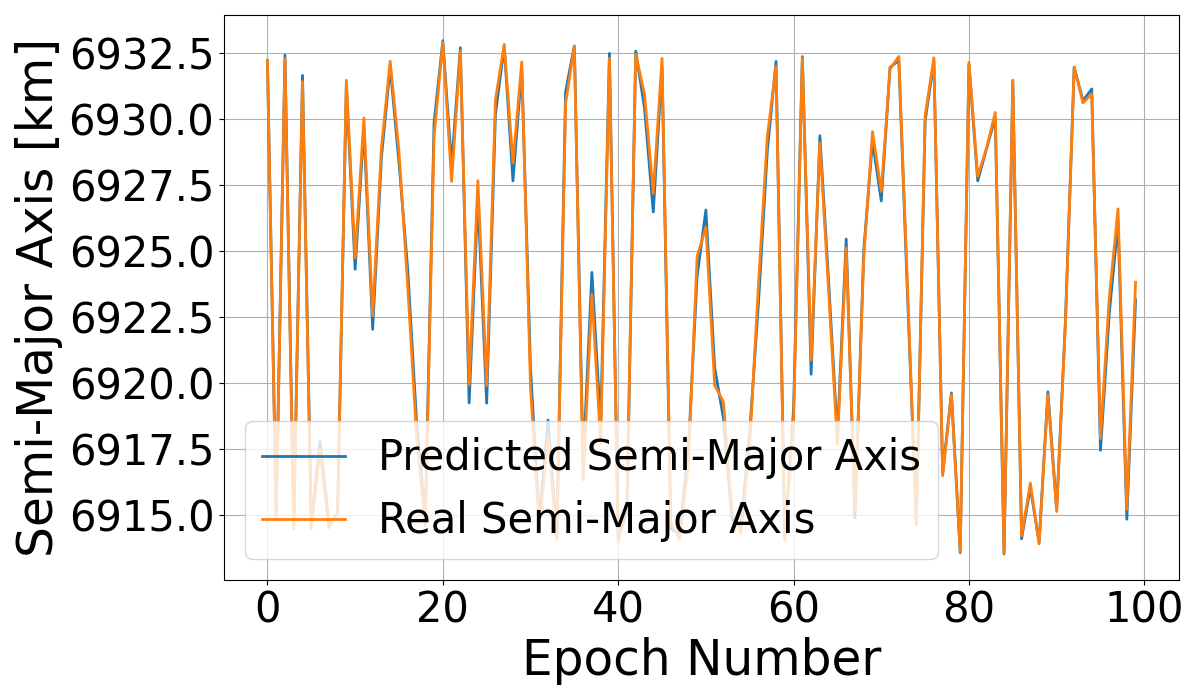 Semi-Major Axis [km]
6932.5
6930.0
6927.5
6925.0
6922.5
6920.0
6917.5
6915.0
Predicted Semi-Major Axis
Real Semi-Major Axis
0 20 40 60 80 100
Epoch Number